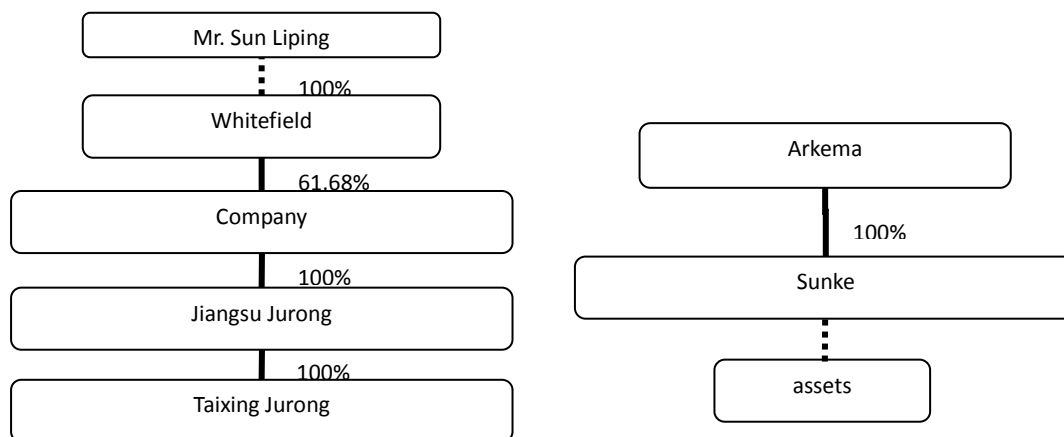 Mr. Sun Liping
100%
Whitefield
61.68%
Company
100%
Jiangsu Jurong
100%
Taixing Jurong
Arkema
100%
Sunke
assets